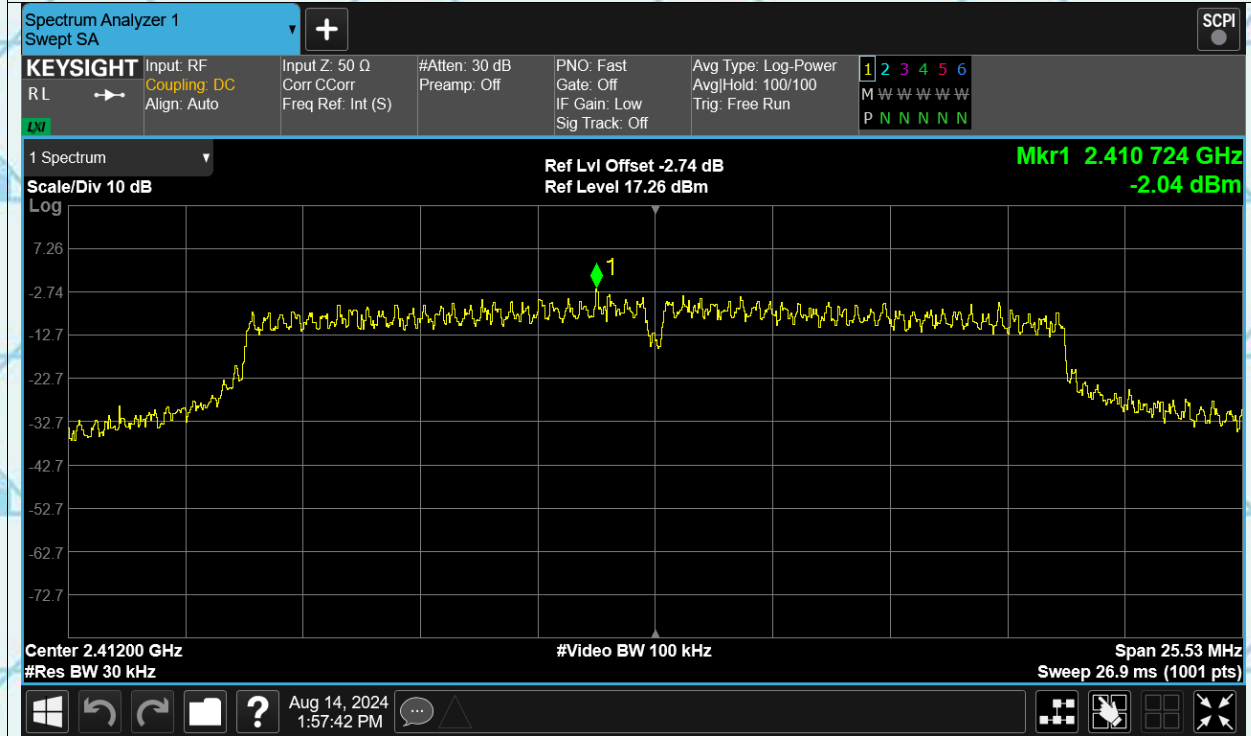 Spectrum Analyzer 1
Swept SA
SCPI
KEYSIGHT
R L
LXI
Input: RF
Coupling: DC
Align: Auto
Input Z: 50 Ω
Corr CCorr
Freq Ref: Int (S)
#Atten: 30 dB
Preamp: Off
PNO: Fast
Gate: Off
IF Gain: Low
Sig Track: Off
Avg Type: Log-Power
Avg|Hold: 100/100
Trig: Free Run
1 2 3 4 5 6
M W W W W W W
P N N N N N N
1 Spectrum
Scale/Div 10 dB
Log
Ref Lvl Offset -2.74 dB
Ref Level 17.26 dBm
Mkr1 2.410 724 GHz
-2.04 dBm
7.26
1
-2.74
-12.7
-22.7
-32.7
-42.7
-52.7
-62.7
-72.7
Center 2.41200 GHz
#Res BW 30 kHz
#Video BW 100 kHz
Span 25.53 MHz
Sweep 26.9 ms (1001 pts)
?
Aug 14, 2024
1:57:42 PM